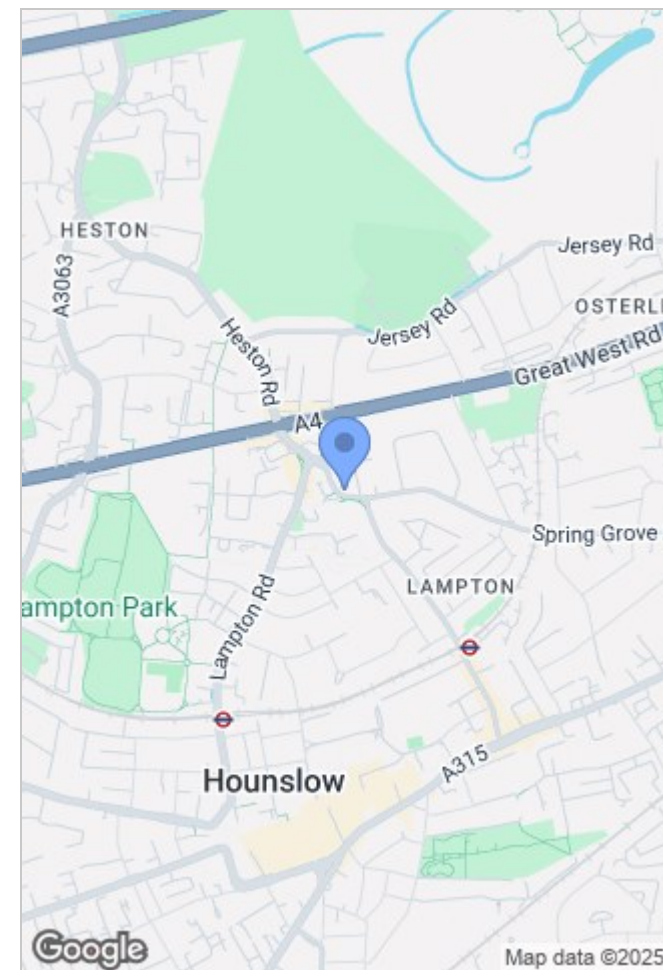 HESTON
A3063
Jersey Rd
OSTERLE
Heston Rd
Jersey Rd
Great West Rd
A4
Spring Grove
LAMPTON
ampton Park
Lampton Rd
Hounslow
A315
Google
Map data ©2025